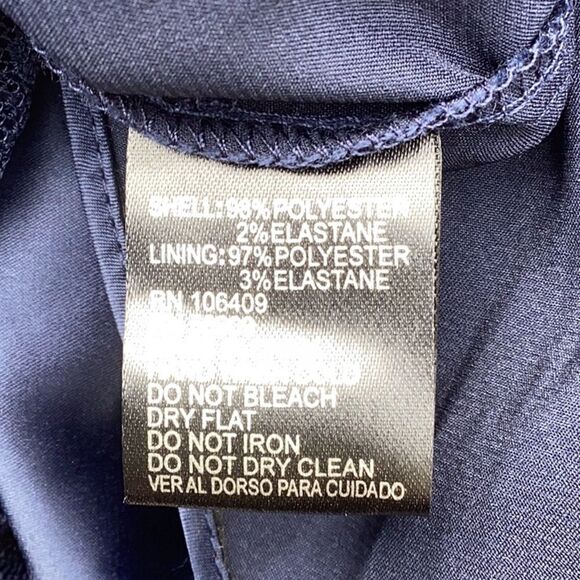 SHELL: 98% POLYESTER
2% ELASTANE
LINING: 97% POLYESTER
3% ELASTANE
RN 106409
DO NOT BLEACH
DRY FLAT
DO NOT IRON
DO NOT DRY CLEAN
VER AL DORSO PARA CUIDADO